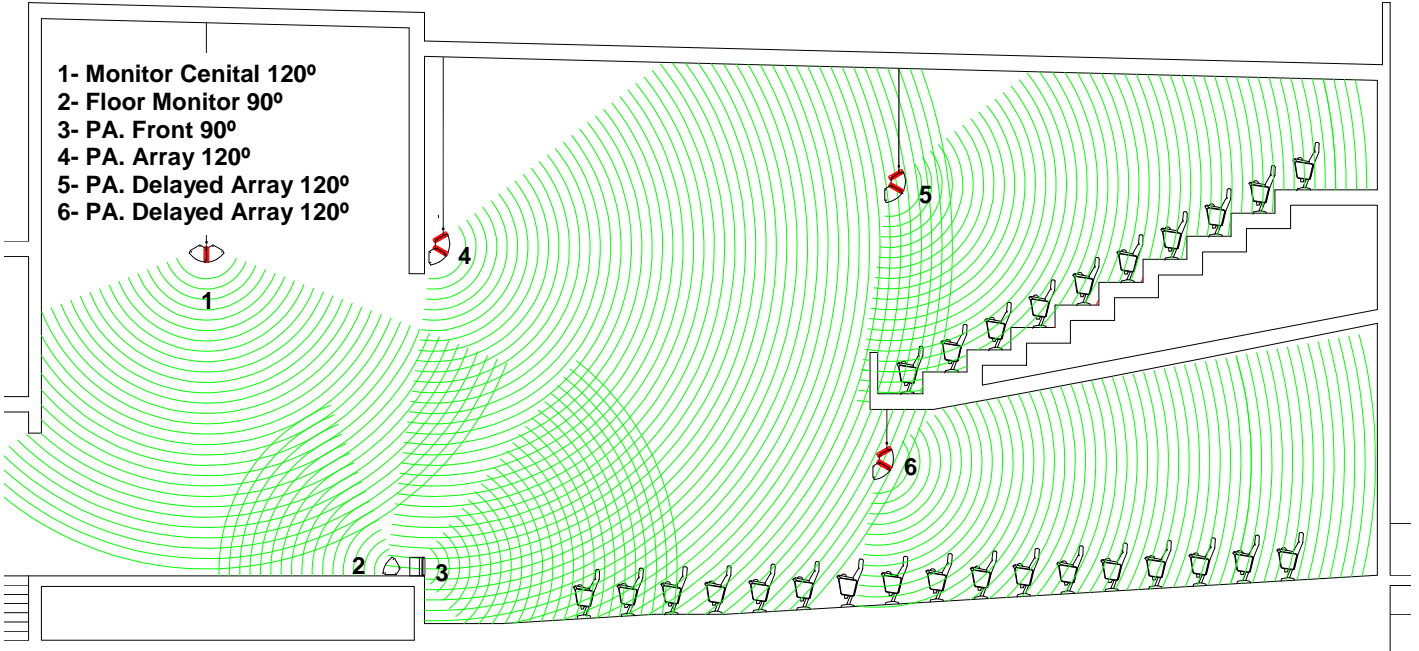 1- Monitor Cenital 120º
2- Floor Monitor 90º
3- PA. Front 90º
4- PA. Array 120º
5- PA. Delayed Array 120º
6- PA. Delayed Array 120º
5
4
1
6
2
3